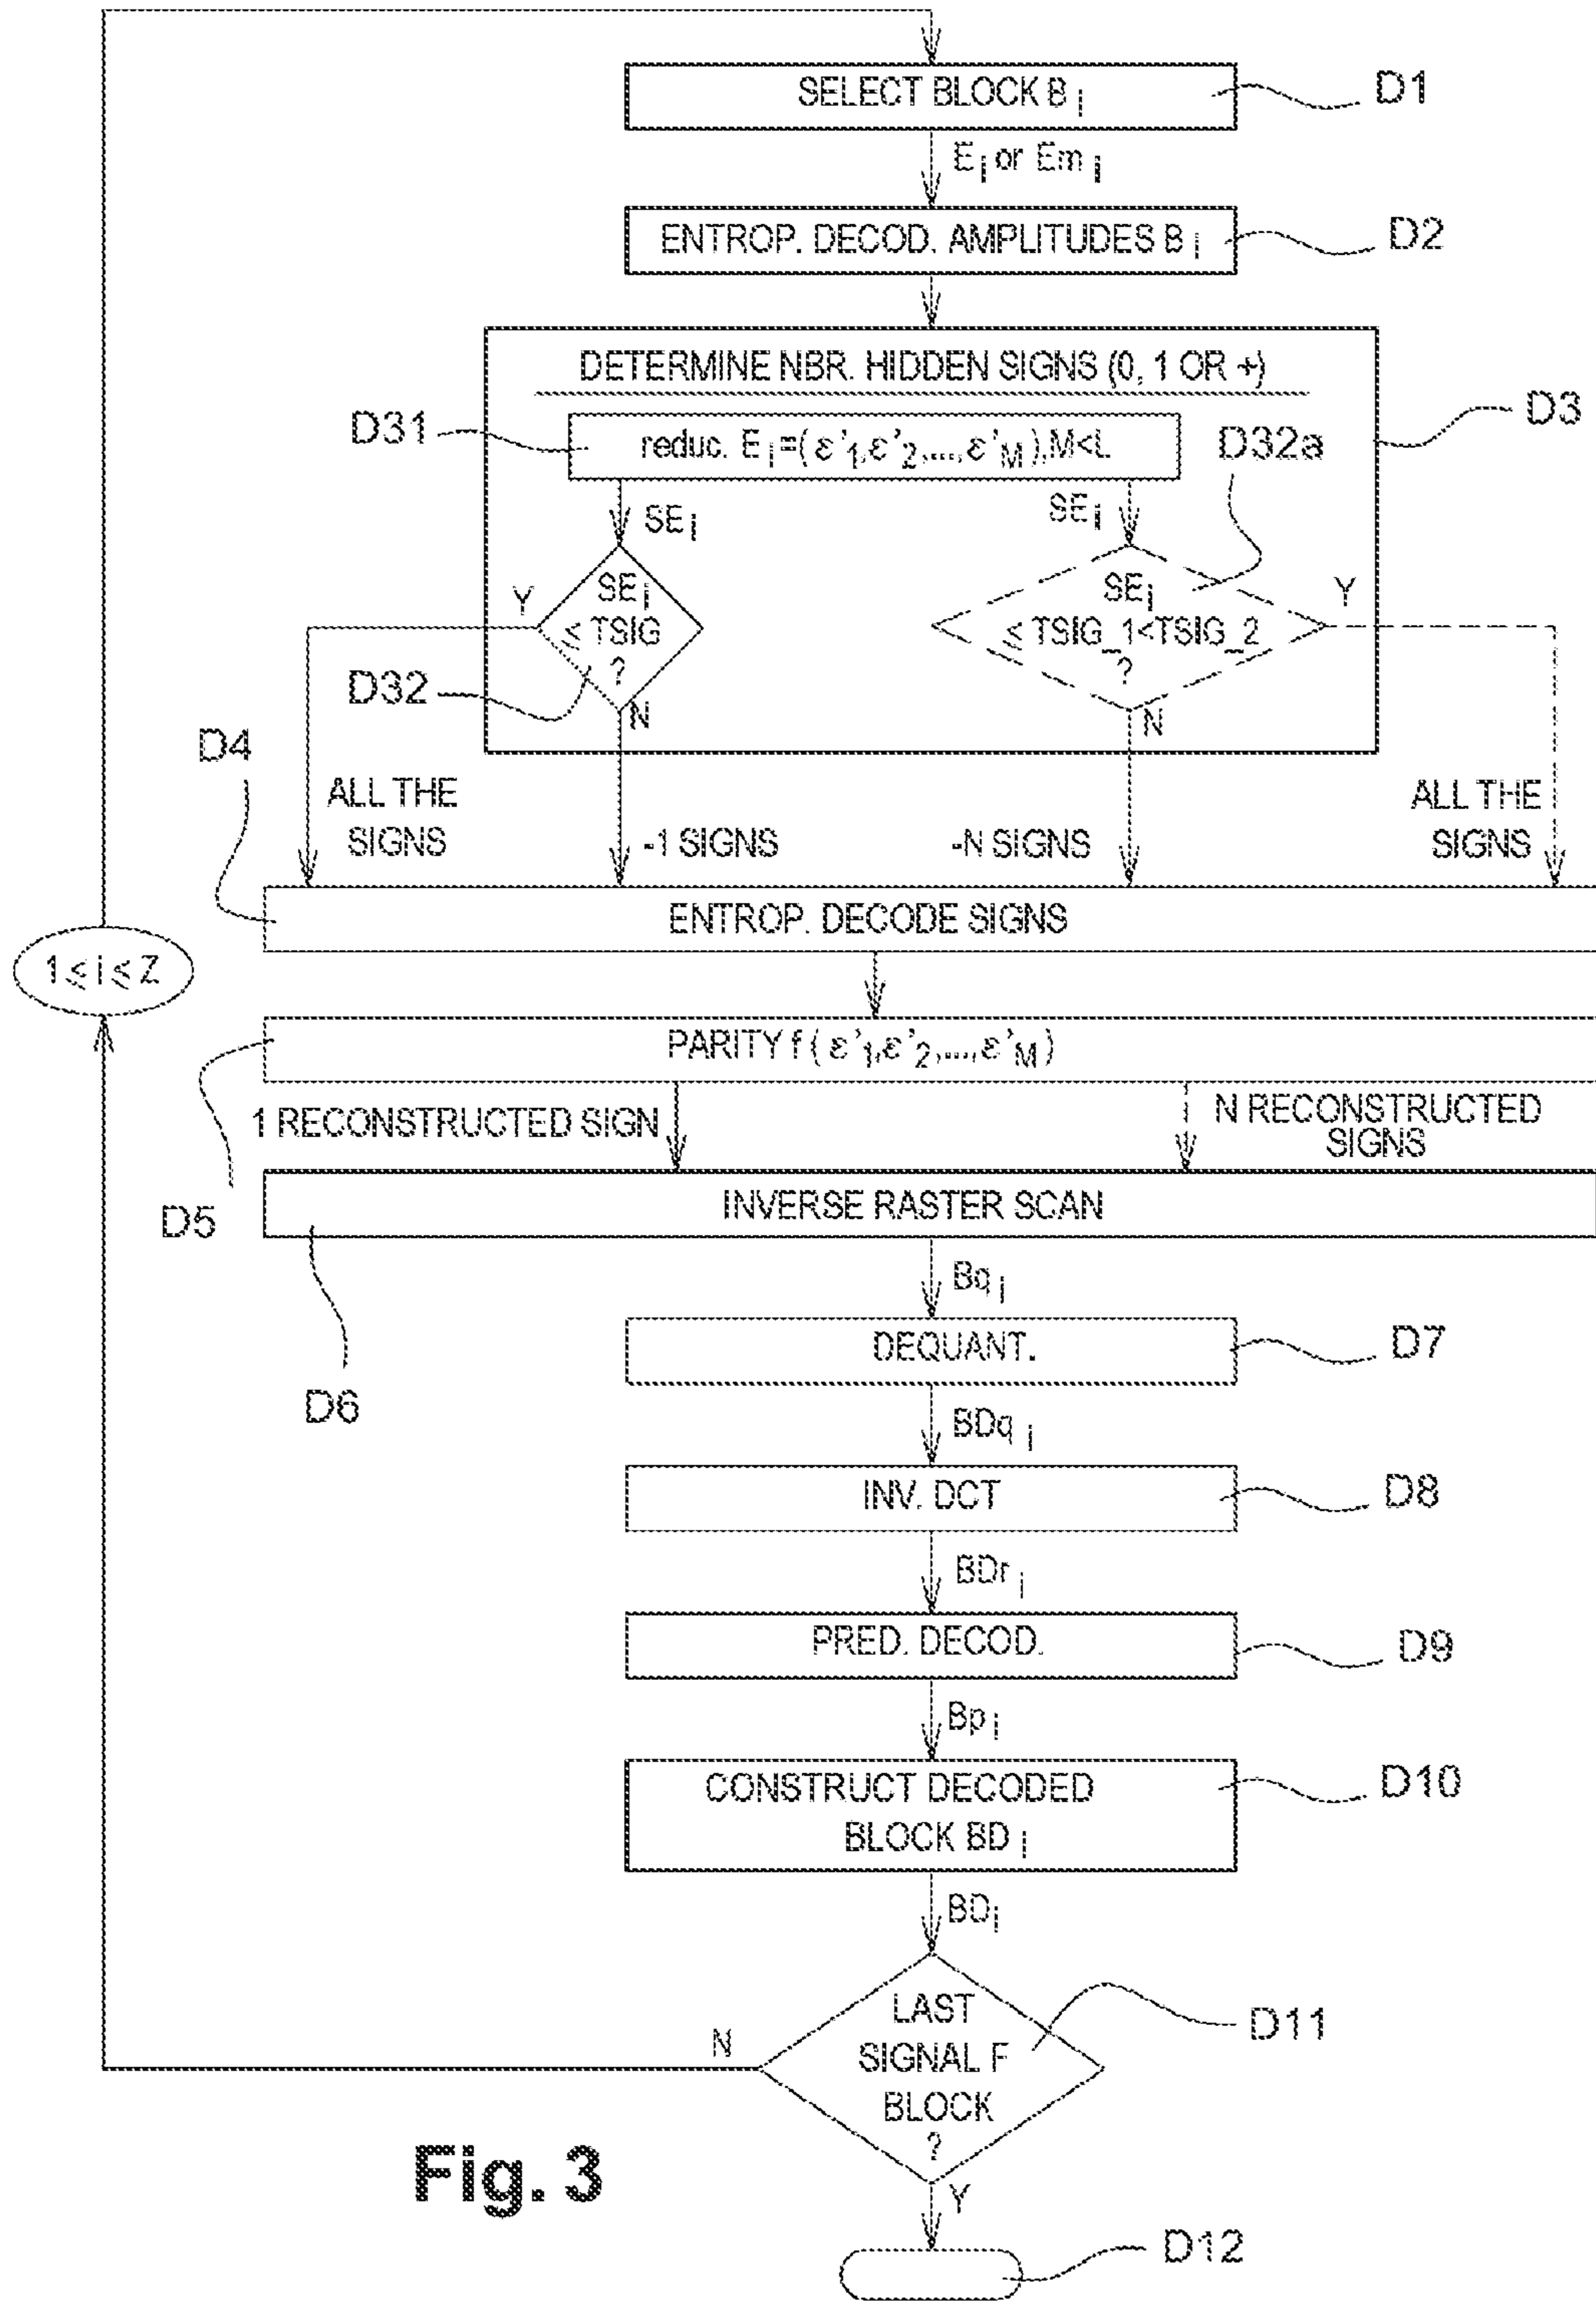 SELECT BLOCK B i
D1
E i or Em i
ENTROP. DECOD. AMPLITUDES B i
D2
DETERMINE NBR. HIDDEN SIGNS (0, 1 OR +)
D3
D31
reduc. E i =(ε'1,ε'2,...,ε'M),M<L
D32a
SE i
SE i
Y
SE i
≤ TSIG
?
SE i
≤ TSIG_1<TSIG_2
?
Y
D32
N
N
D4
ALL THE
SIGNS
-1 SIGNS
-N SIGNS
ALL THE
SIGNS
ENTROP. DECODE SIGNS
1 ≤ i ≤ Z
PARITY f ( ε'1,ε'2,...,ε'M )
1 RECONSTRUCTED SIGN
N RECONSTRUCTED
SIGNS
D5
INVERSE RASTER SCAN
D6
Bq i
DEQUANT.
D7
BDq i
INV. DCT
D8
BDr i
PRED. DECOD.
D9
Bp i
CONSTRUCT DECODED
BLOCK BD i
D10
BD i
LAST
SIGNAL F
BLOCK
?
D11
N
Y
D12
Fig. 3